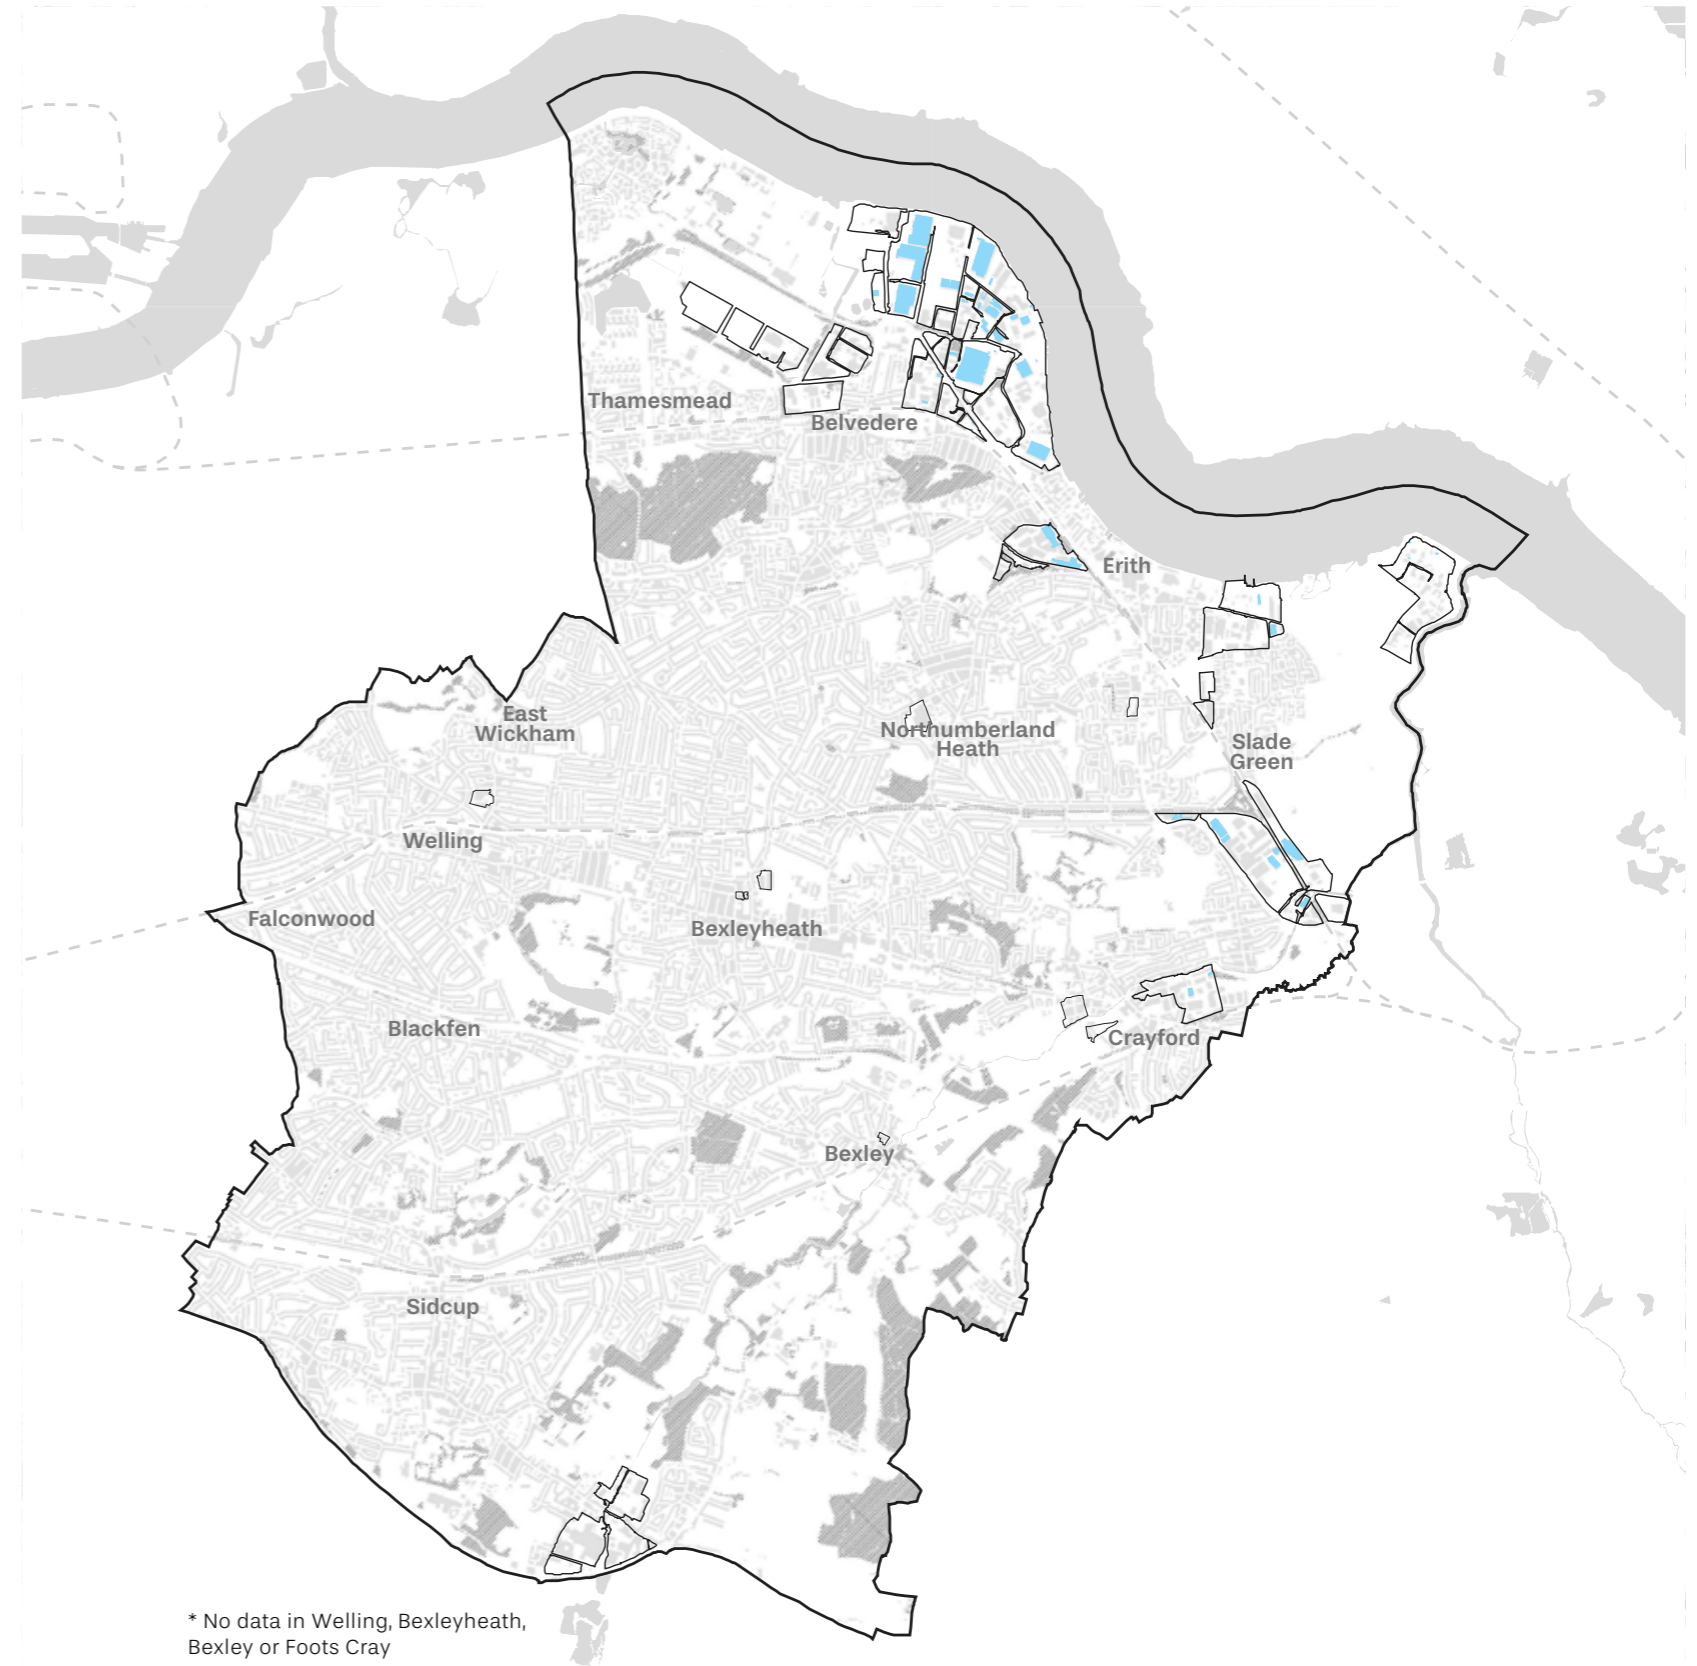 Thamesmead
Belvedere
Erith
East
Wickham
Northumberland
Heath
Slade
Green
Welling
Falconwood
Bexleyheath
Blackfen
Crayford
Bexley
Sidcup
* No data in Welling, Bexleyheath,
Bexley or Foots Cray